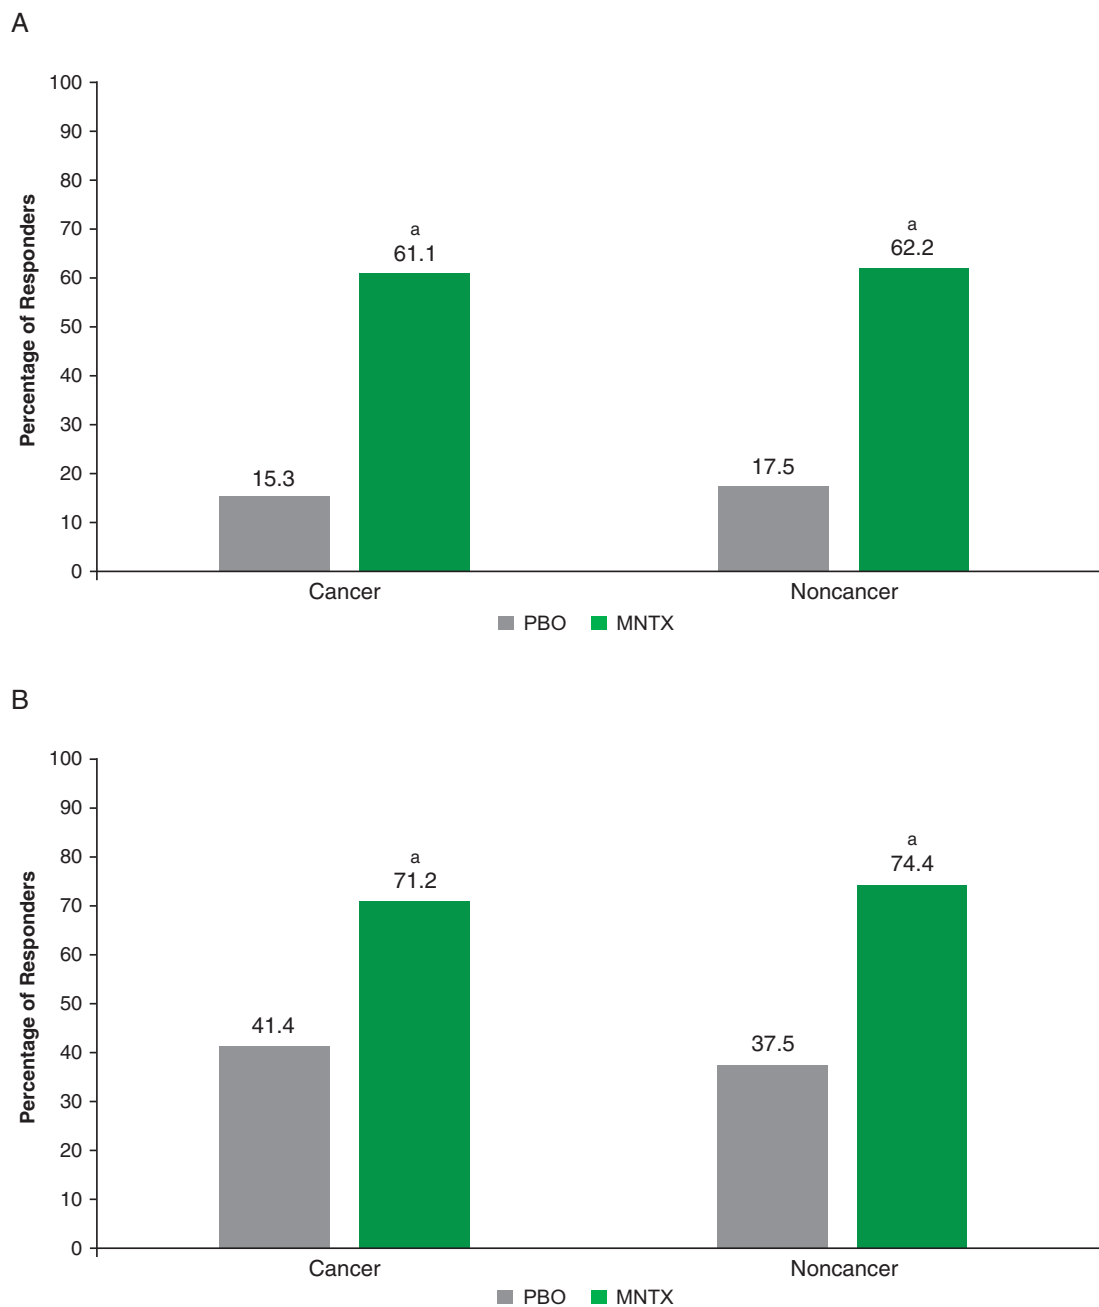 A
Percentage of Responders
100
90
80
70
60
50
40
30
20
10
0
15.3
a
61.1
17.5
a
62.2
Cancer
Noncancer
PBO MNTX
B
Percentage of Responders
100
90
80
70
60
50
40
30
20
10
0
41.4
a
71.2
37.5
a
74.4
Cancer
Noncancer
PBO MNTX